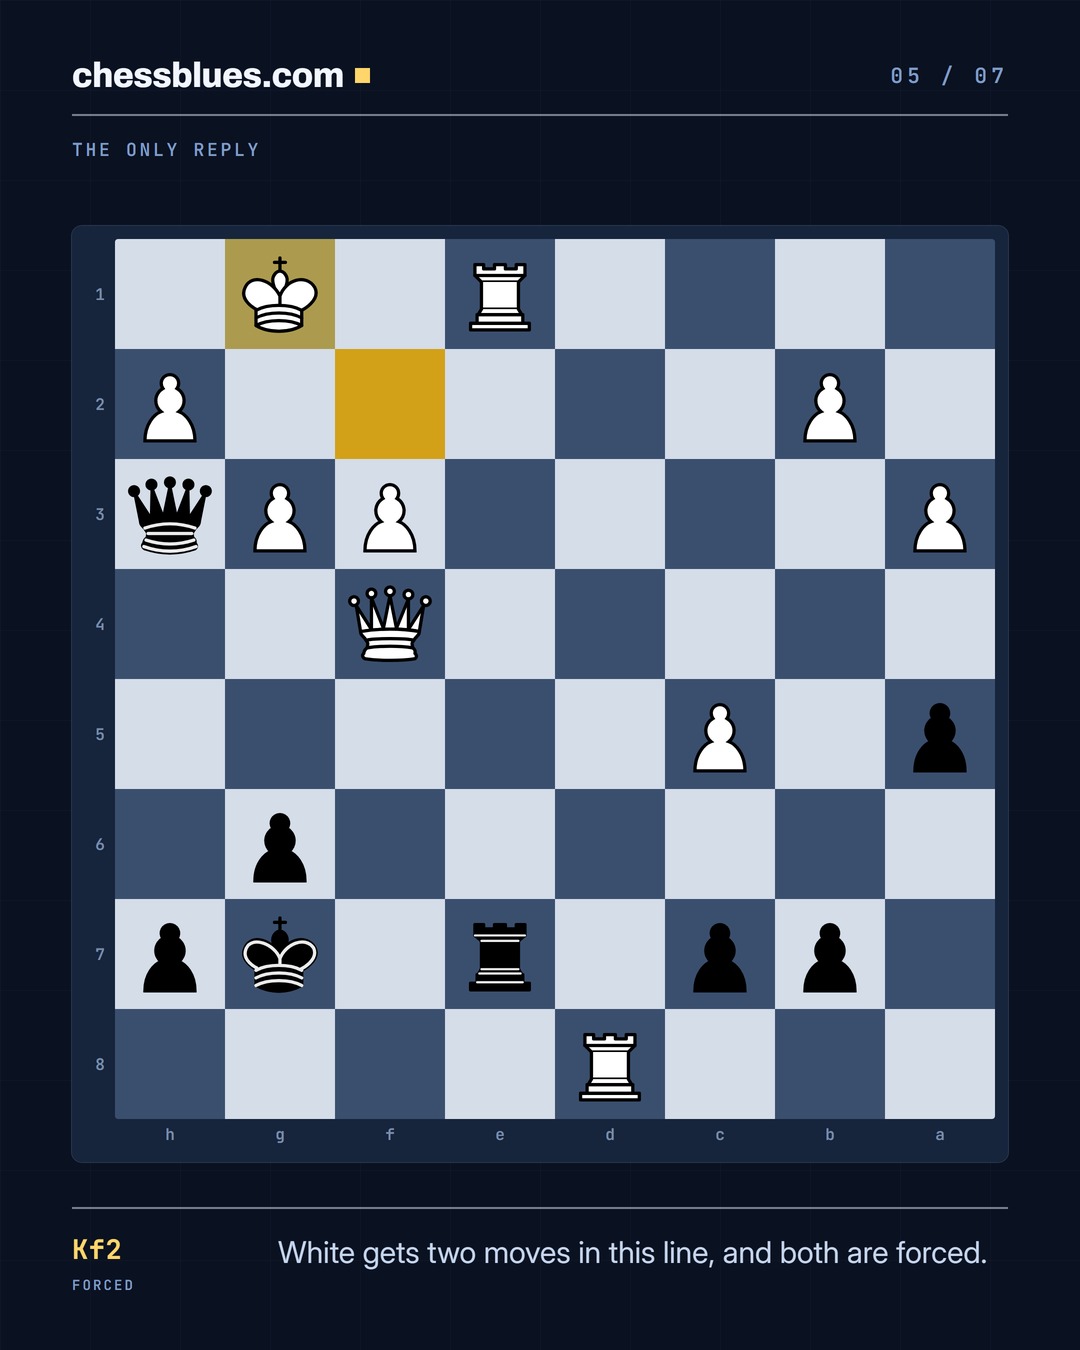 chessblues.com
05 / 07
THE ONLY REPLY
1
2
3
4
5
6
7
8
h g f e d c b a
Kf2
White gets two moves in this line, and both are forced.
FORCED